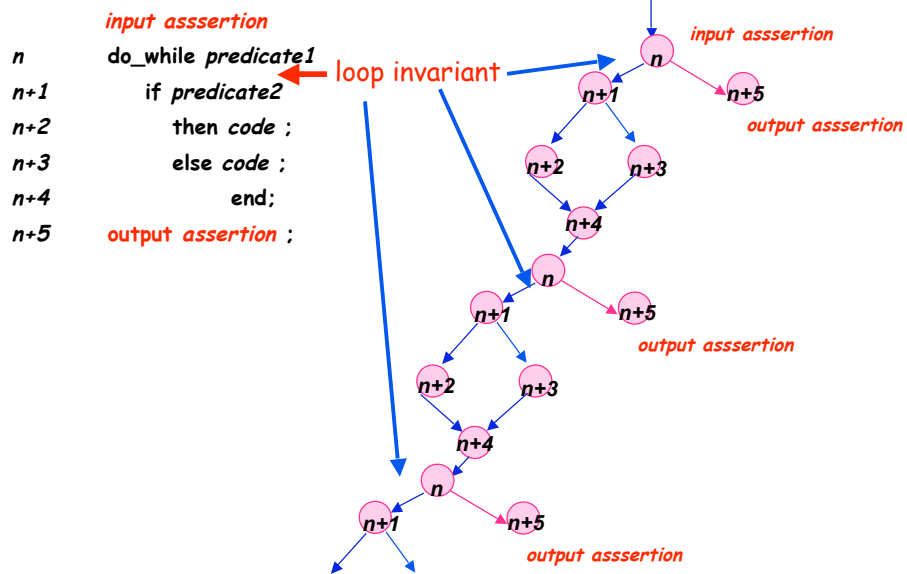 input asssertion
n do_while predicate1
loop invariant
n+1 if predicate2
n+2 then code ;
n+3 else code ;
n+4 end;
n+5 output assertion ;
input asssertion
n
n+1
n+5
output asssertion
n+2
n+3
n+4
n
n+1
n+5
output asssertion
n+2
n+3
n+4
n
n+1
n+5
output asssertion